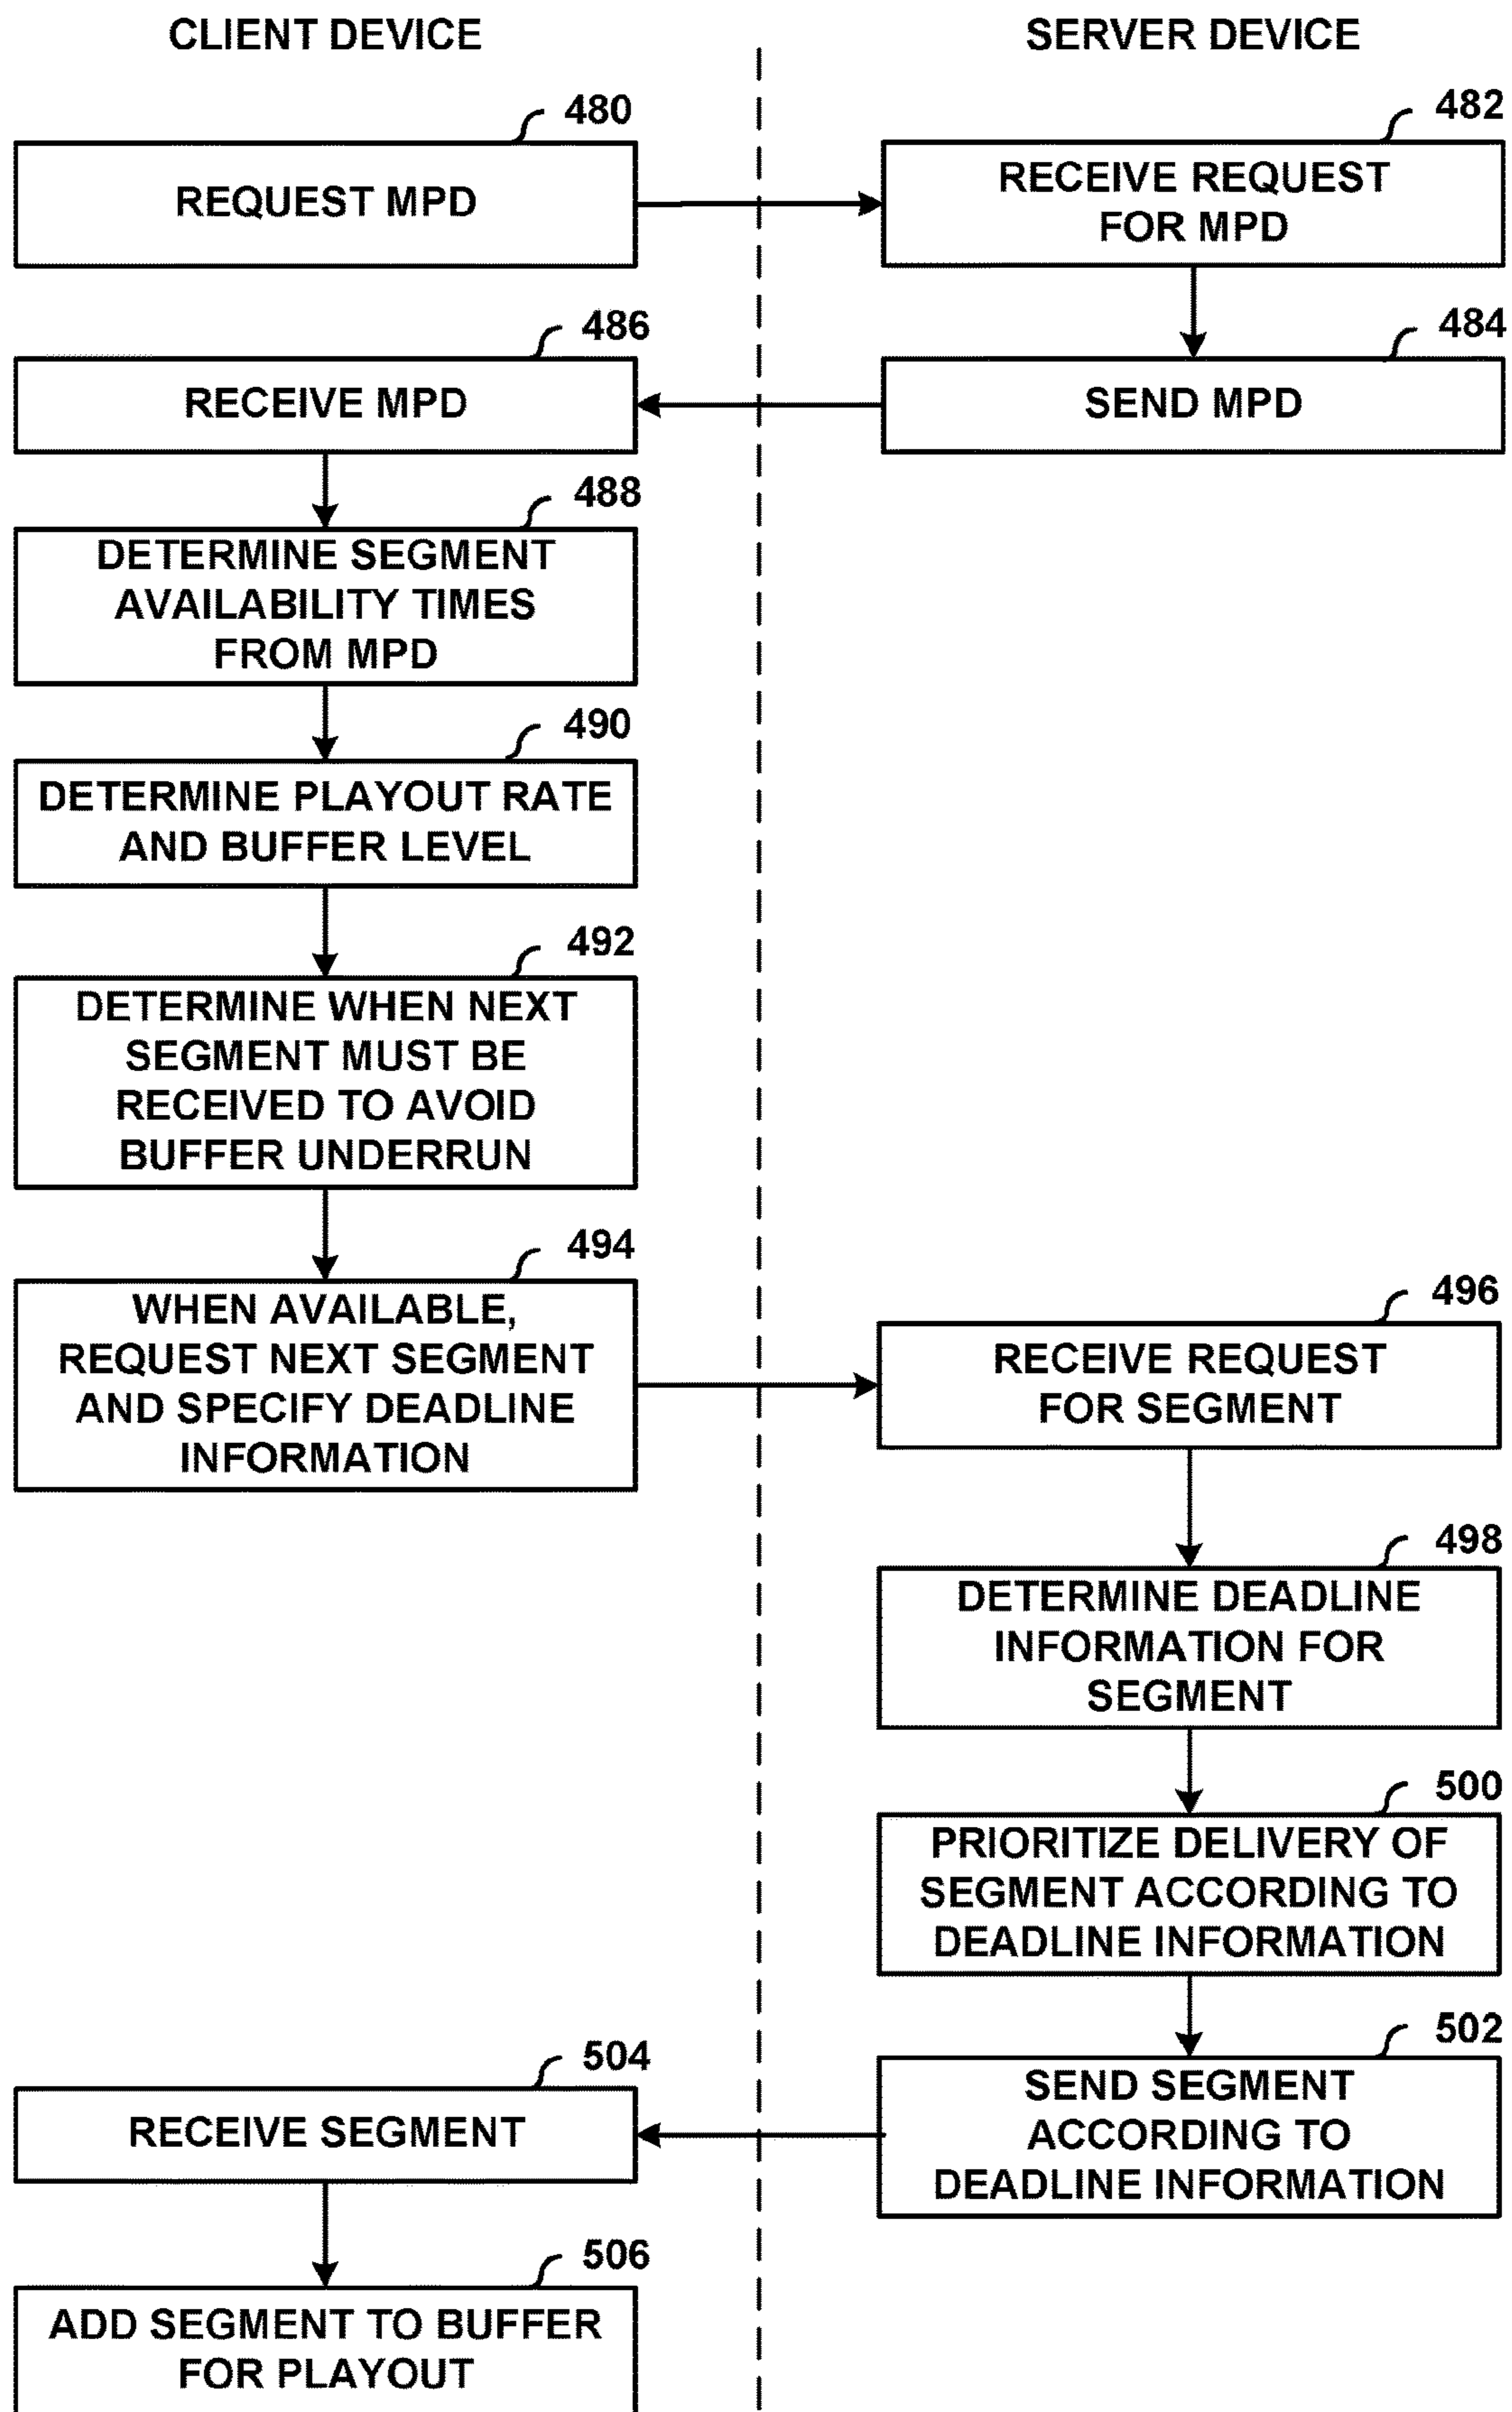 CLIENT DEVICE
SERVER DEVICE
480
REQUEST MPD
482
RECEIVE REQUEST
FOR MPD
484
SEND MPD
486
RECEIVE MPD
488
DETERMINE SEGMENT
AVAILABILITY TIMES
FROM MPD
490
DETERMINE PLAYOUT RATE
AND BUFFER LEVEL
492
DETERMINE WHEN NEXT
SEGMENT MUST BE
RECEIVED TO AVOID
BUFFER UNDERRUN
494
WHEN AVAILABLE,
REQUEST NEXT SEGMENT
AND SPECIFY DEADLINE
INFORMATION
496
RECEIVE REQUEST
FOR SEGMENT
498
DETERMINE DEADLINE
INFORMATION FOR
SEGMENT
500
PRIORITIZE DELIVERY OF
SEGMENT ACCORDING TO
DEADLINE INFORMATION
502
SEND SEGMENT
ACCORDING TO
DEADLINE INFORMATION
504
RECEIVE SEGMENT
506
ADD SEGMENT TO BUFFER
FOR PLAYOUT